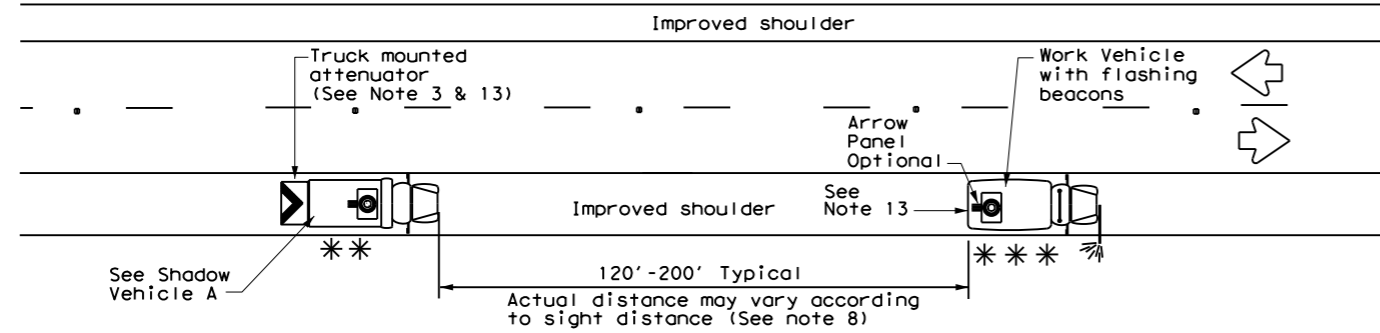 Improved shoulder
Truck mounted
attenuator
(See Note 3 & 13)
Work Vehicle
with flashing
beacons
Arrow
Panel
Optional
See
Note 13
Improved shoulder
See Shadow
Vehicle A
120'-200' Typical
Actual distance may vary according
to sight distance (See note 8)